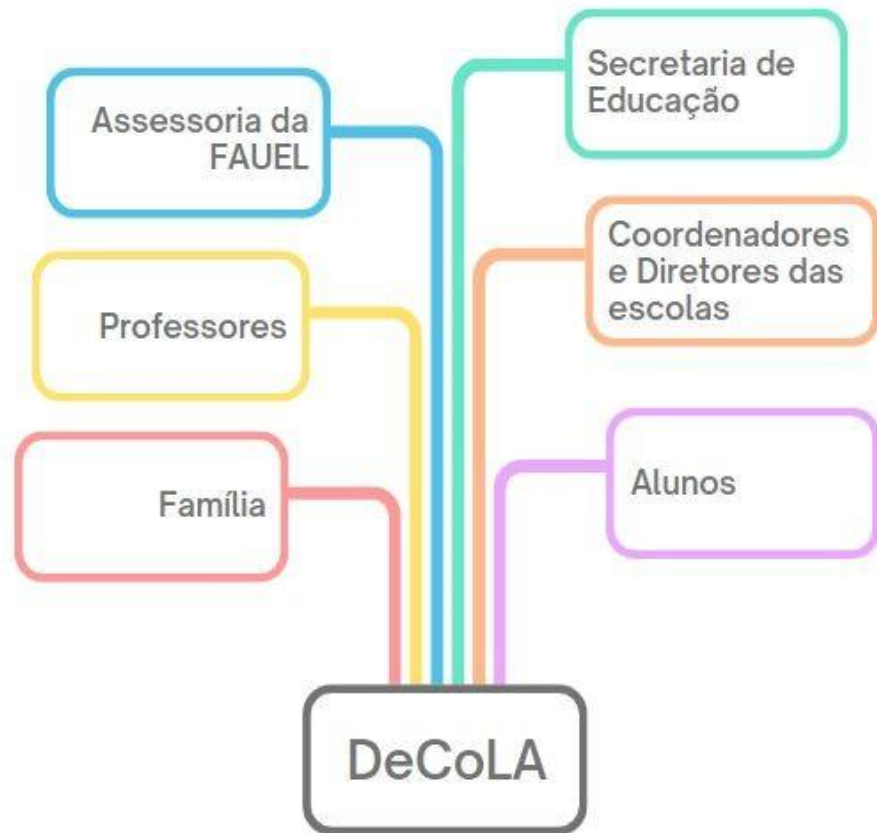 Assessoria da
FAUEL
Secretaria de
Educação
Professores
Coordenadores
e Diretores das
escolas
Família
Alunos
DeCoLA